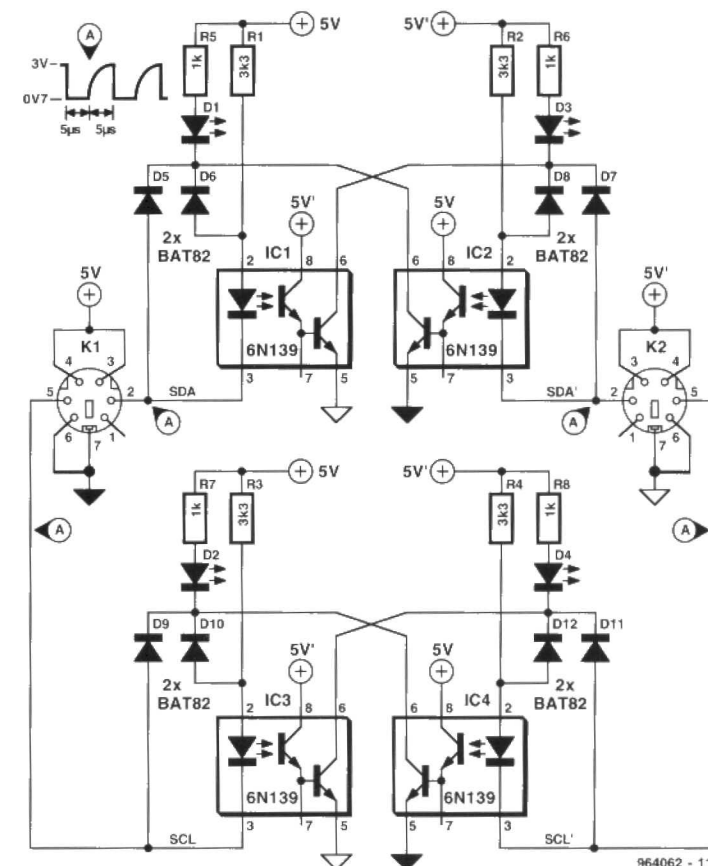 A
3V
0V7
5µs 5µs
R5 R1 5V
1k 3k3
D1
D5 D6
2x
BAT82
5V'
IC1
2 8 6
6N139
3 7 5
5V' R2 R6
3k3 1k
D3
D8 D7
2x
BAT82
5V
IC2
6 8 2
6N139
5 7 3
5V
K1
4 3
5 2
6 7 1
SDA
A
5V'
K2
3 4
2 5
1 7 6
SDA'
A
A
A
R7 R3 5V
1k 3k3
D2
D9 D10
2x
BAT82
5V'
IC3
2 8 6
6N139
3 7 5
SCL
5V' R4 R8
3k3 1k
D4
D12 D11
2x
BAT82
5V
IC4
6 8 2
6N139
5 7 3
SCL'